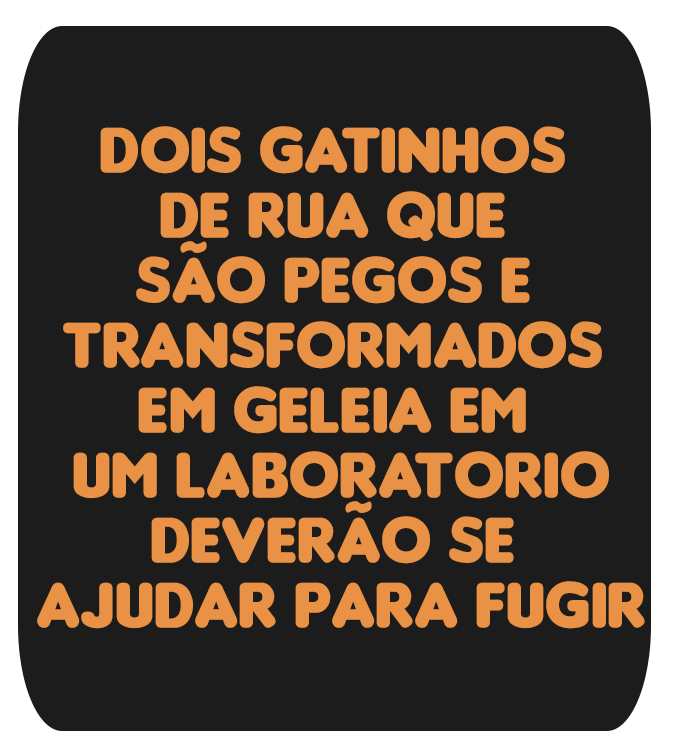 DOIS GATINHOS
DE RUA QUE
SÃO PEGOS E
TRANSFORMADOS
EM GELEIA EM
UM LABORATORIO
DEVERÃO SE
AJUDAR PARA FUGIR